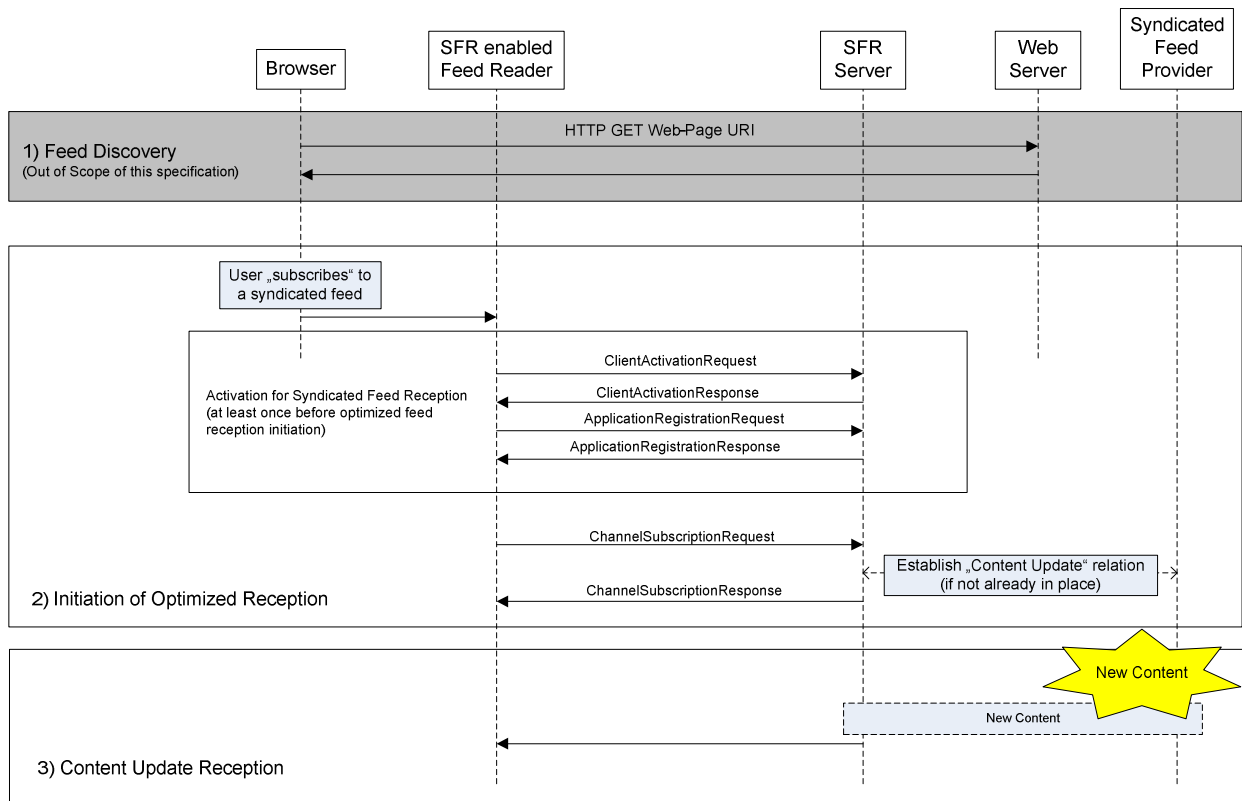 Browser
SFR enabled
Feed Reader
SFR
Server
Web
Server
Syndicated
Feed
Provider
HTTP GET Web-Page URI
1) Feed Discovery
(Out of Scope of this specification)
User „subscribes“ to
a syndicated feed
ClientActivationRequest
Activation for Syndicated Feed Reception
(at least once before optimized feed
reception initiation)
ClientActivationResponse
ApplicationRegistrationRequest
ApplicationRegistrationResponse
ChannelSubscriptionRequest
Establish „Content Update“ relation
(if not already in place)
ChannelSubscriptionResponse
2) Initiation of Optimized Reception
New Content
New Content
3) Content Update Reception